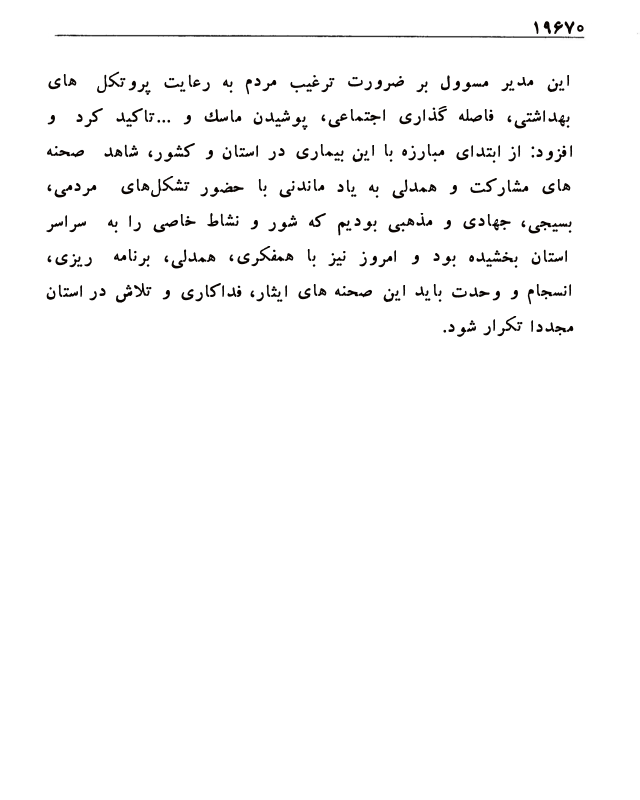 ۱۹۶۷۰
این مدیر مسوول بر ضرورت ترغیب مردم به رعایت پروتکل های
بهداشتی، فاصله گذاری اجتماعی، پوشیدن ماسك و ...تاکید کرد و
افزود: از ابتدای مبارزه با این بیماری در استان و کشور، شاهد صحنه
های مشارکت و همدلی به یاد ماندنی با حضور تشکل‌های مردمی،
بسیجی، جهادی و مذهبی بودیم که شور و نشاط خاصی را به سراسر
استان بخشیده بود و امروز نیز با همفکری، همدلی، برنامه ریزی،
انسجام و وحدت باید این صحنه های ایثار، فداکاری و تلاش در استان
مجددا تکرار شود.